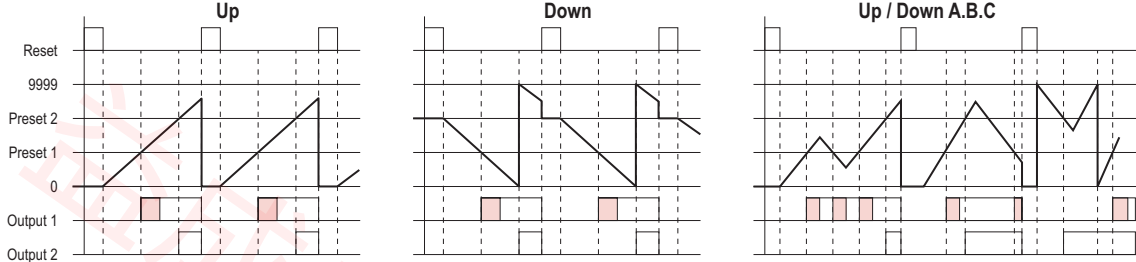 Up
Down
Up / Down A.B.C
Reset
9999
Preset 2
Preset 1
0
Output 1
Output 2